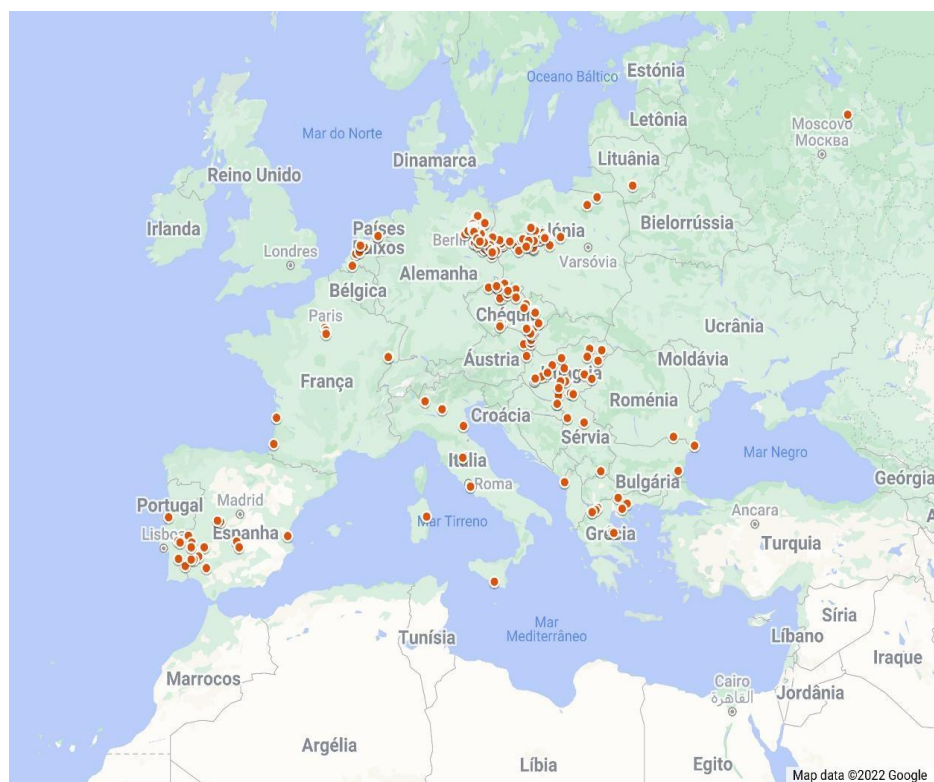 Oceano Báltico
Estónia
Letônia
Moscovo
Москва
Mar do Norte
Dinamarca
Lituânia
Reino Unido
Irlanda
Países
Baixos
Bielorrússia
Londres
Berlim
Varsóvia
Alemanha
Bélgica
Paris
Chéquia
Ucrânia
Áustria
Moldávia
França
Roménia
Croácia
Sérvia
Mar Negro
Itália
Bulgária
Geórgia
Portugal
Madrid
Roma
Lisboa
Espanha
Mar Tirreno
Ancara
Grécia
Turquia
Síria
Mar
Mediterrâneo
Tunísia
Líbano
Iraque
Marrocos
Cairo
القاهرة
Jordânia
Argélia
Líbia
Egito
Map data ©2022 Google